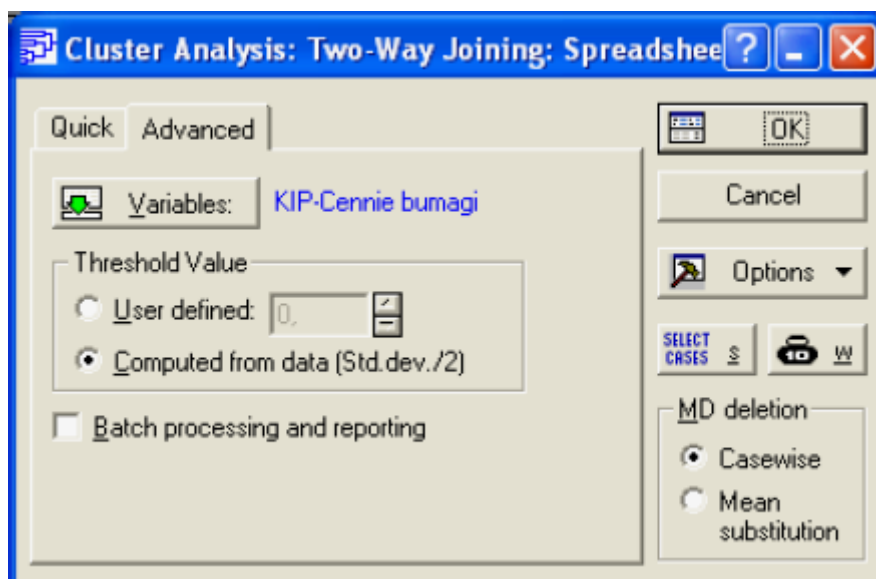 Cluster Analysis: Two-Way Joining: Spreadshee
Quick
Advanced
Variables:
KIP-Cennie bumagi
Threshold Value
User defined: 0,
Computed from data (Std.dev./2)
Batch processing and reporting
OK
Cancel
Options
SELECT
CASES S
W
MD deletion
Casewise
Mean
substitution